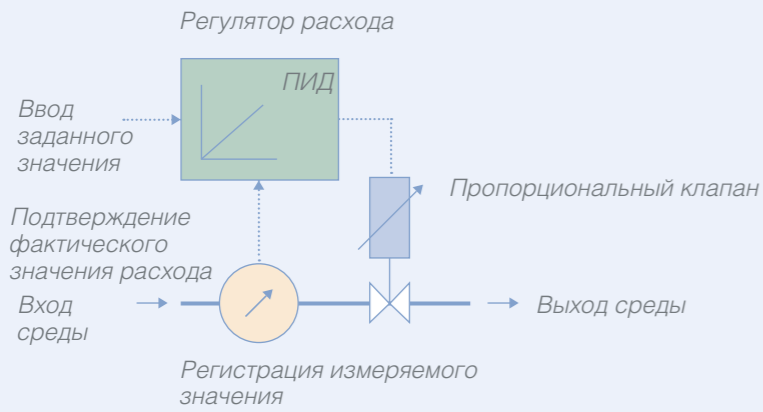 Регулятор расхода
ПИД
Ввод
заданного
значения
Пропорциональный клапан
Подтверждение
фактического
значения расхода
Вход
среды
Выход среды
Регистрация измеряемого
значения